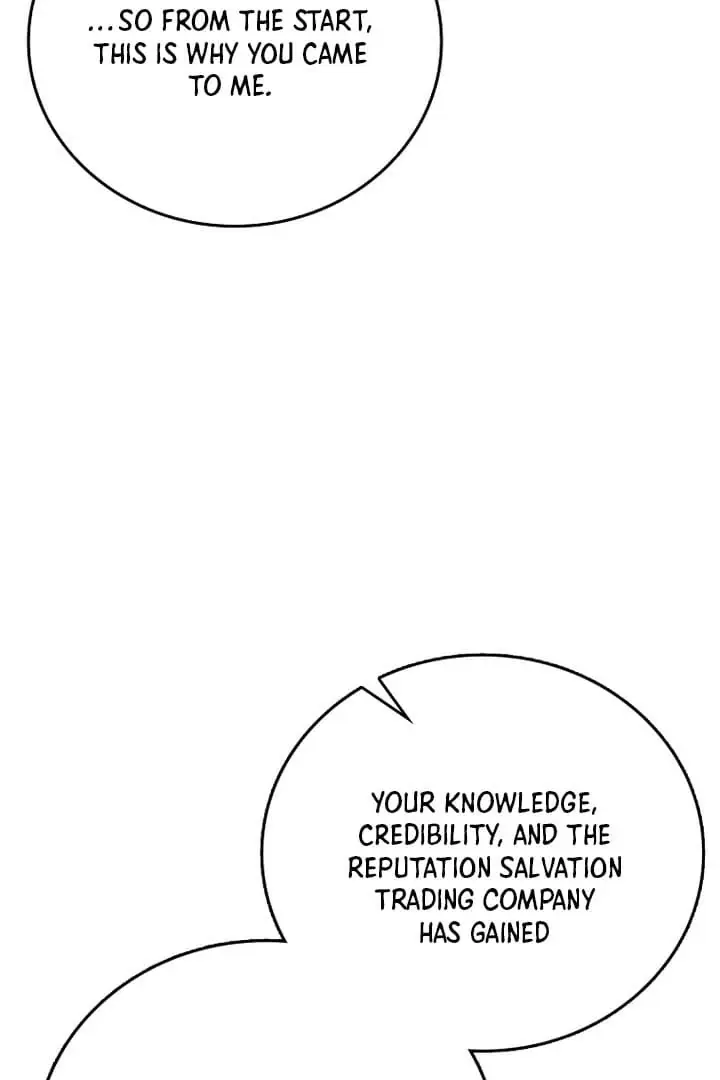 ...SO FROM THE START,
THIS IS WHY YOU CAME
TO ME.
YOUR KNOWLEDGE,
CREDIBILITY, AND THE
REPUTATION SALVATION
TRADING COMPANY
HAS GAINED